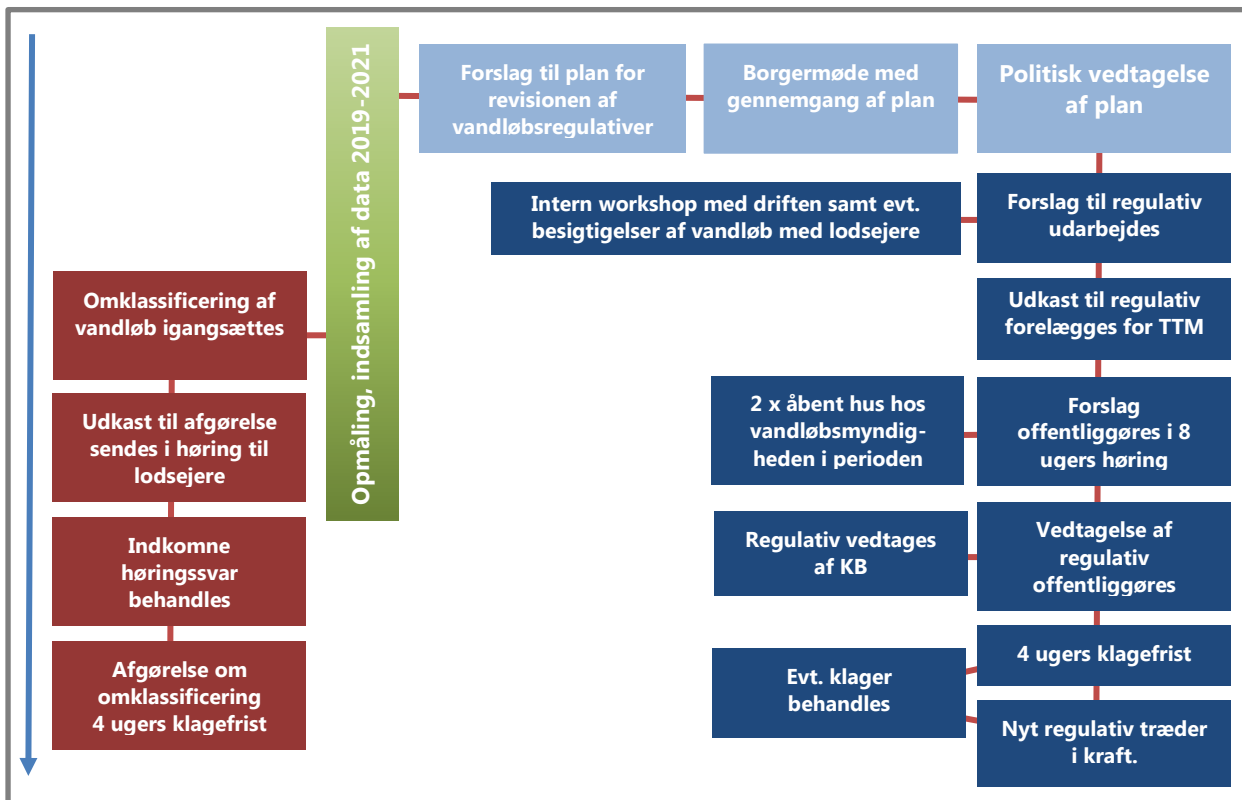 Opmåling, indsamling af data 2019-2021
Forslag til plan for
revisionen af
vandløbsregulativer
Borgermøde med
gennemgang af plan
Politisk vedtagelse
af plan
Intern workshop med driften samt evt.
besigtigelser af vandløb med lodsejere
Forslag til regulativ
udarbejdes
Omklassificering af
vandløb igangsættes
Udkast til regulativ
forelægges for TTM
Udkast til afgørelse
sendes i høring til
lodsejere
2 x åbent hus hos
vandløbsmyndig-
heden i perioden
Forslag
offentliggøres i 8
ugers høring
Indkomne
høringssvar
behandles
Regulativ vedtages
af KB
Vedtagelse af
regulativ
offentliggøres
Afgørelse om
omklassificering
4 ugers klagefrist
Evt. klager
behandles
4 ugers klagefrist
Nyt regulativ træder
i kraft.